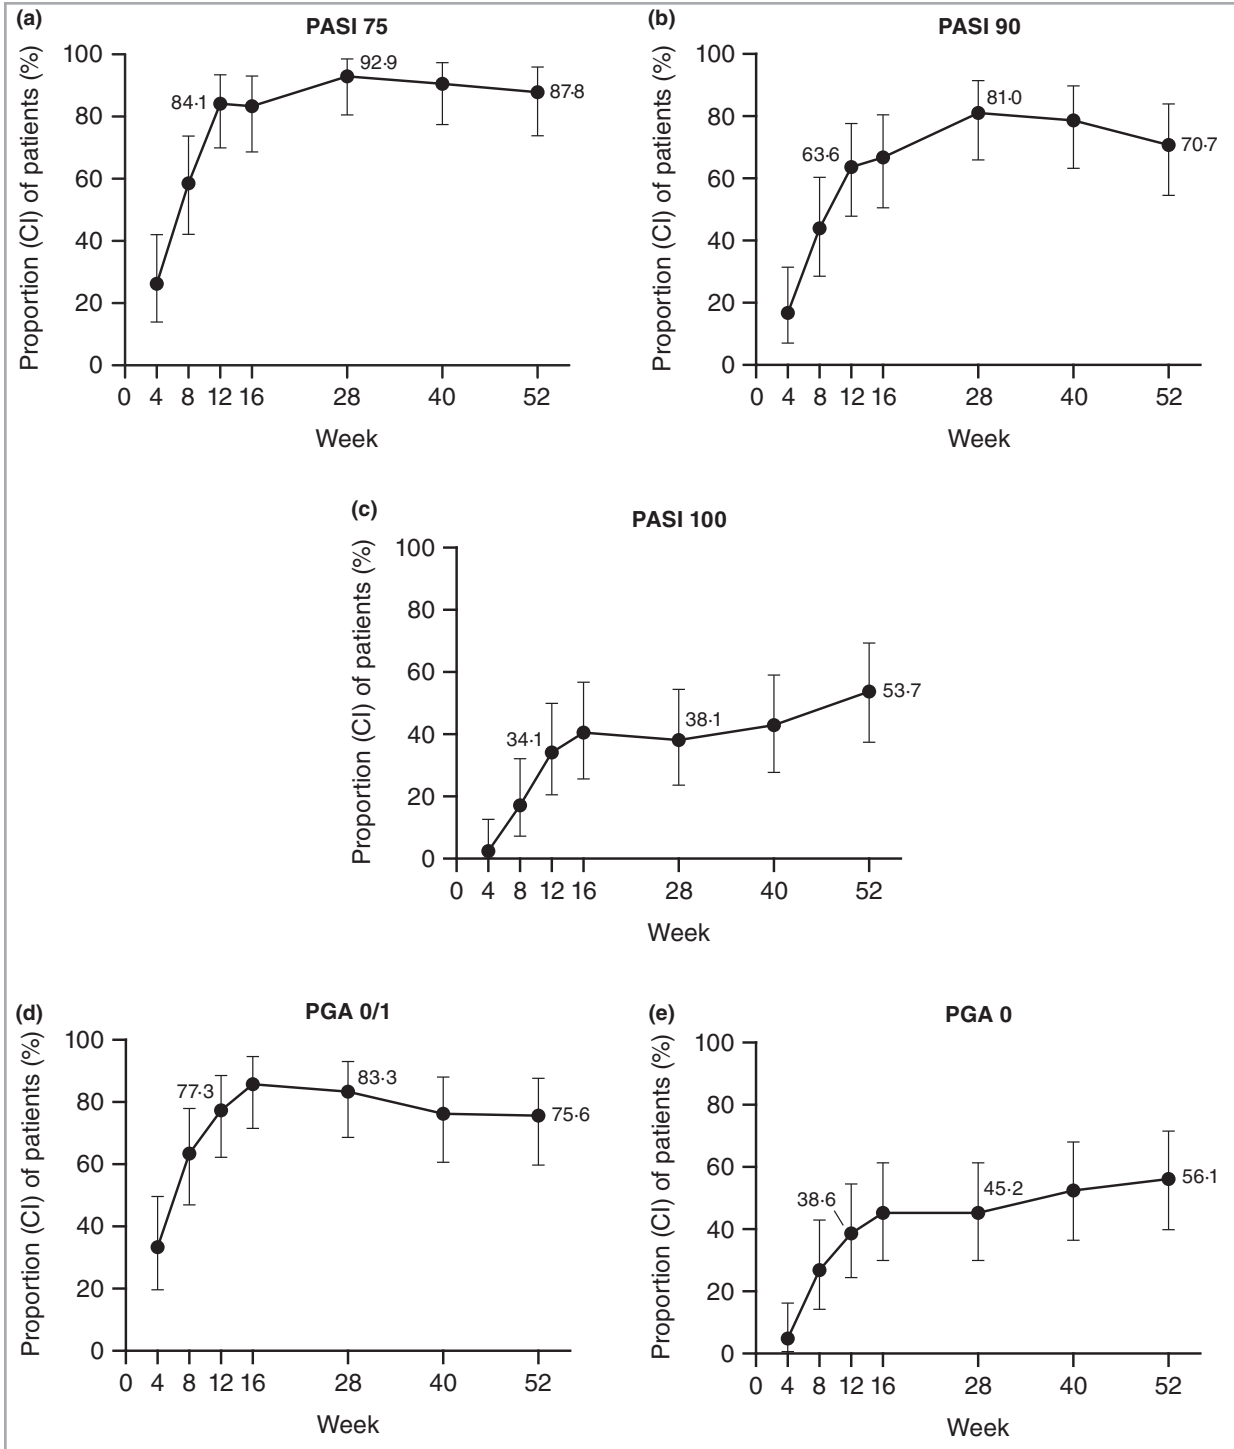 (a)
PASI 75
Proportion (CI) of patients (%)
100
80
60
40
20
0
84·1
92·9
87·8
0 4 8 12 16 28 40 52
Week
(b)
PASI 90
Proportion (CI) of patients (%)
100
80
60
40
20
0
63·6
81·0
70·7
0 4 8 12 16 28 40 52
Week
(c)
PASI 100
Proportion (CI) of patients (%)
100
80
60
40
20
0
34·1
38·1
53·7
0 4 8 12 16 28 40 52
Week
(d)
PGA 0/1
Proportion (CI) of patients (%)
100
80
60
40
20
0
77·3
83·3
75·6
0 4 8 12 16 28 40 52
Week
(e)
PGA 0
Proportion (CI) of patients (%)
100
80
60
40
20
0
38·6
45·2
56·1
0 4 8 12 16 28 40 52
Week